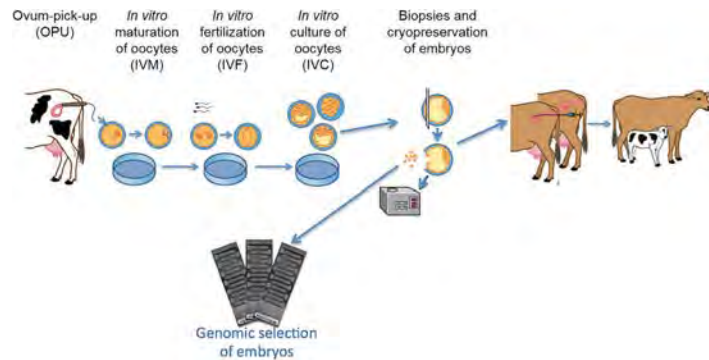 Ovum-pick-up
(OPU)
In vitro
maturation
of oocytes
(IVM)
In vitro
fertilization
of oocytes
(IVF)
In vitro
culture of
oocytes
(IVC)
Biopsies and
cryopreservation
of embryos
Genomic selection
of embryos